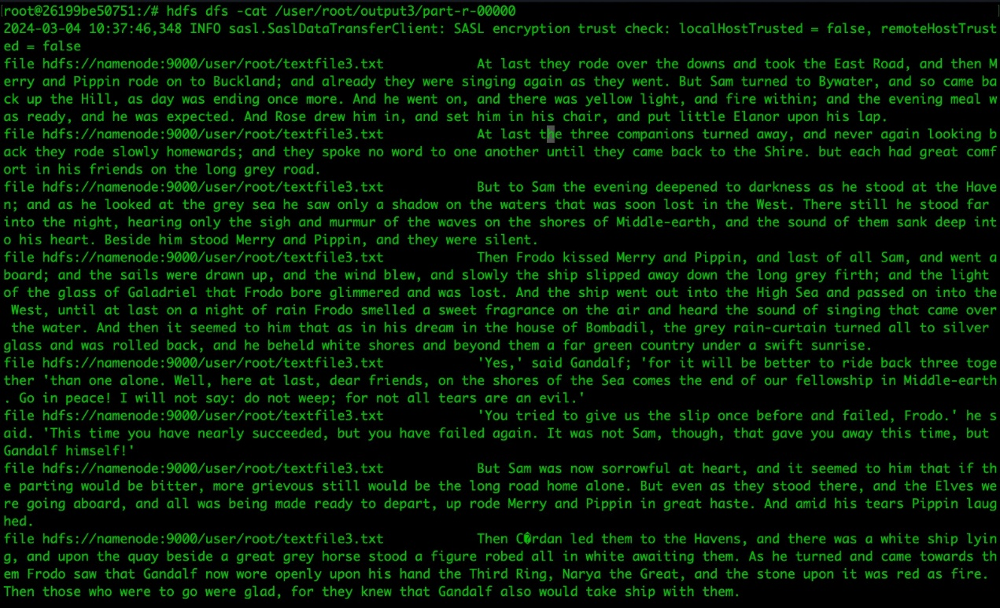 root@26199be50751:/# hdfs dfs -cat /user/root/output3/part-r-00000
2024-03-04 10:37:46,348 INFO sasl.SaslDataTransferClient: SASL encryption trust check: localHostTrusted = false, remoteHostTrust
ed = false
file hdfs://namenode:9000/user/root/textfile3.txt At last they rode over the downs and took the East Road, and then M
erry and Pippin rode on to Buckland; and already they were singing again as they went. But Sam turned to Bywater, and so came ba
ck up the Hill, as day was ending once more. And he went on, and there was yellow light, and fire within; and the evening meal w
as ready, and he was expected. And Rose drew him in, and set him in his chair, and put little Elanor upon his lap.
file hdfs://namenode:9000/user/root/textfile3.txt At last the three companions turned away, and never again looking b
ack they rode slowly homewards; and they spoke no word to one another until they came back to the Shire. but each had great comf
ort in his friends on the long grey road.
file hdfs://namenode:9000/user/root/textfile3.txt But to Sam the evening deepened to darkness as he stood at the Have
n; and as he looked at the grey sea he saw only a shadow on the waters that was soon lost in the West. There still he stood far
into the night, hearing only the sigh and murmur of the waves on the shores of Middle-earth, and the sound of them sank deep int
o his heart. Beside him stood Merry and Pippin, and they were silent.
file hdfs://namenode:9000/user/root/textfile3.txt Then Frodo kissed Merry and Pippin, and last of all Sam, and went a
board; and the sails were drawn up, and the wind blew, and slowly the ship slipped away down the long grey firth; and the light
of the glass of Galadriel that Frodo bore glimmered and was lost. And the ship went out into the High Sea and passed on into the
West, until at last on a night of rain Frodo smelled a sweet fragrance on the air and heard the sound of singing that came over
the water. And then it seemed to him that as in his dream in the house of Bombadil, the grey rain-curtain turned all to silver
glass and was rolled back, and he beheld white shores and beyond them a far green country under a swift sunrise.
file hdfs://namenode:9000/user/root/textfile3.txt 'Yes,' said Gandalf; 'for it will be better to ride back three toge
ther 'than one alone. Well, here at last, dear friends, on the shores of the Sea comes the end of our fellowship in Middle-earth
. Go in peace! I will not say: do not weep; for not all tears are an evil.'
file hdfs://namenode:9000/user/root/textfile3.txt 'You tried to give us the slip once before and failed, Frodo.' he s
aid. 'This time you have nearly succeeded, but you have failed again. It was not Sam, though, that gave you away this time, but
Gandalf himself!'
file hdfs://namenode:9000/user/root/textfile3.txt But Sam was now sorrowful at heart, and it seemed to him that if th
e parting would be bitter, more grievous still would be the long road home alone. But even as they stood there, and the Elves we
re going aboard, and all was being made ready to depart, up rode Merry and Pippin in great haste. And amid his tears Pippin laug
hed.
file hdfs://namenode:9000/user/root/textfile3.txt Then C�rdan led them to the Havens, and there was a white ship lyin
g, and upon the quay beside a great grey horse stood a figure robed all in white awaiting them. As he turned and came towards th
em Frodo saw that Gandalf now wore openly upon his hand the Third Ring, Narya the Great, and the stone upon it was red as fire.
Then those who were to go were glad, for they knew that Gandalf also would take ship with them.